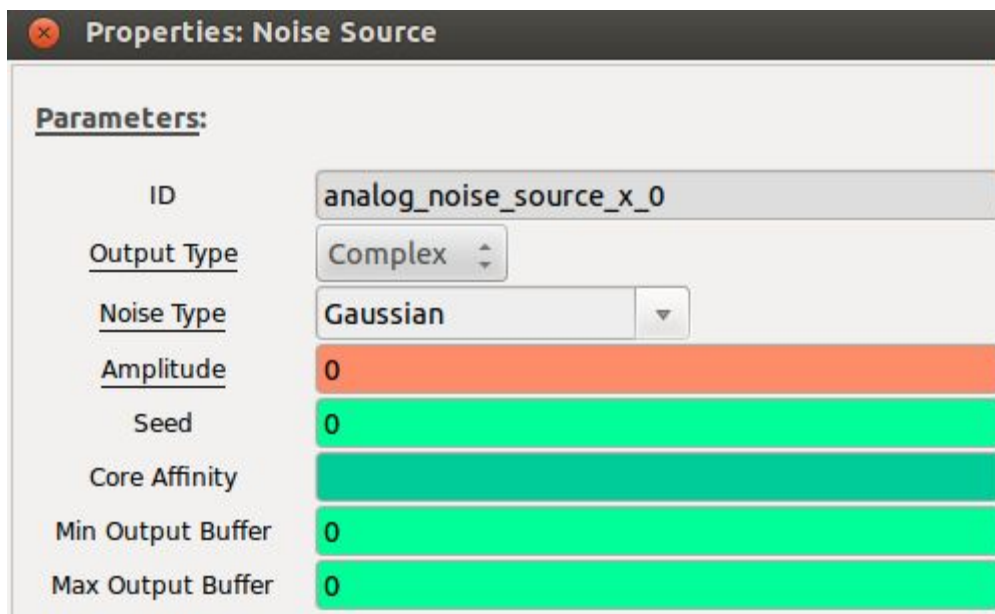 Properties: Noise Source
Parameters:
ID analog_noise_source_x_0
Output Type Complex
Noise Type Gaussian
Amplitude 0
Seed 0
Core Affinity
Min Output Buffer 0
Max Output Buffer 0